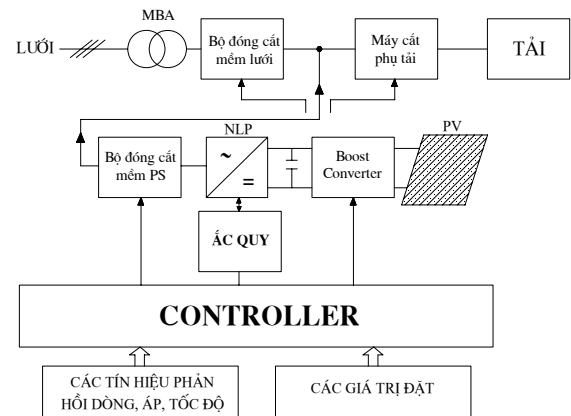 MBA
LƯỚI
Bộ đóng cắt
mềm lưới
Máy cắt
phụ tải
TẢI
NLP
PV
Bộ đóng cắt
mềm PS
~
=
Boost
Converter
ẮC QUY
CONTROLLER
CÁC TÍN HIỆU PHẢN
HỒI DÒNG, ÁP, TỐC ĐỘ
CÁC GIÁ TRỊ ĐẶT